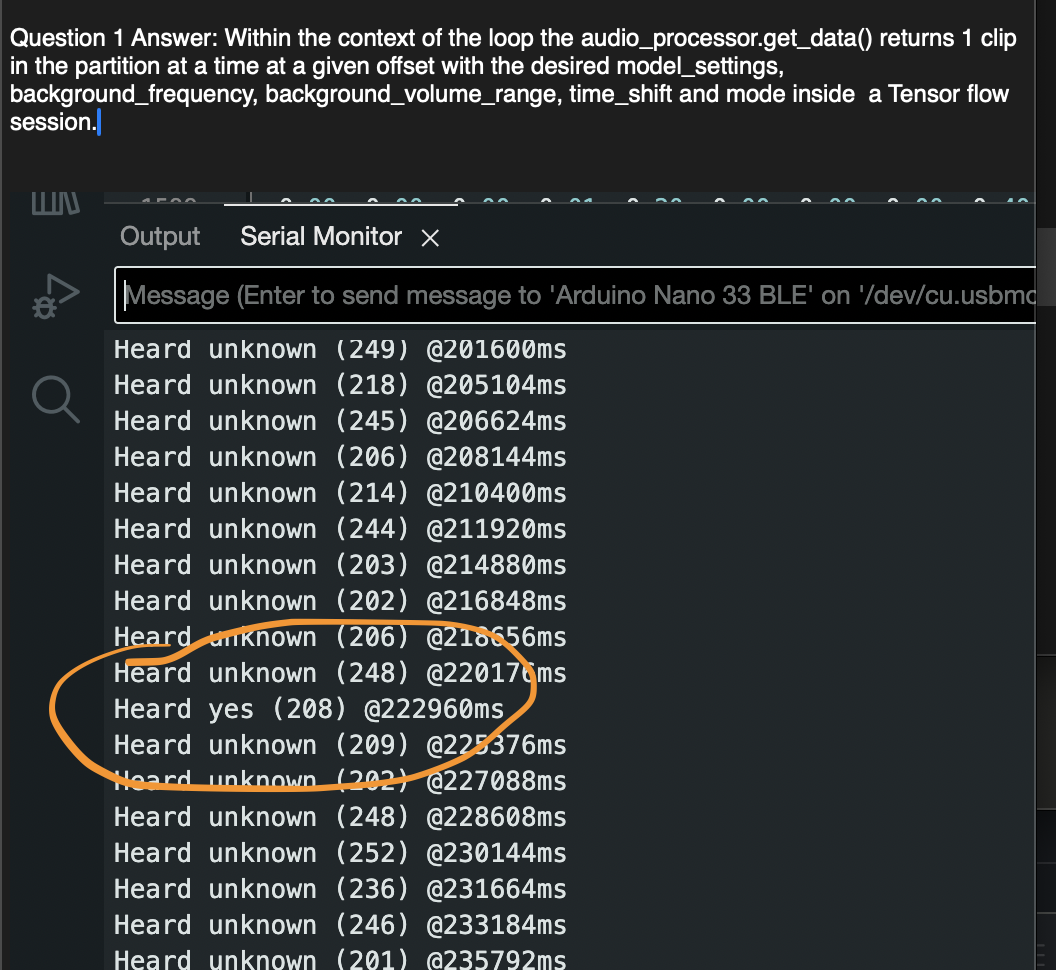 Question 1 Answer: Within the context of the loop the audio_processor.get_data() returns 1 clip
in the partition at a time at a given offset with the desired model_settings,
background_frequency, background_volume_range, time_shift and mode inside  a Tensor flow
session.
Output Serial Monitor
Message (Enter to send message to 'Arduino Nano 33 BLE' on
Heard unknown (249) @201600ms
Heard unknown (218) @205104ms
Heard unknown (245) @206624ms
Heard unknown (206) @208144ms
Heard unknown (214) @210400ms
Heard unknown (244) @211920ms
Heard unknown (203) @214880ms
Heard unknown (202) @216848ms
Heard unknown (206) @218656ms
Heard unknown (248) @220176ms
Heard yes (208) @222960ms
Heard unknown (209) @225376ms
Heard unknown (202) @227088ms
Heard unknown (248) @228608ms
Heard unknown (252) @230144ms
Heard unknown (236) @231664ms
Heard unknown (246) @233184ms
Heard unknown (201) @235792ms